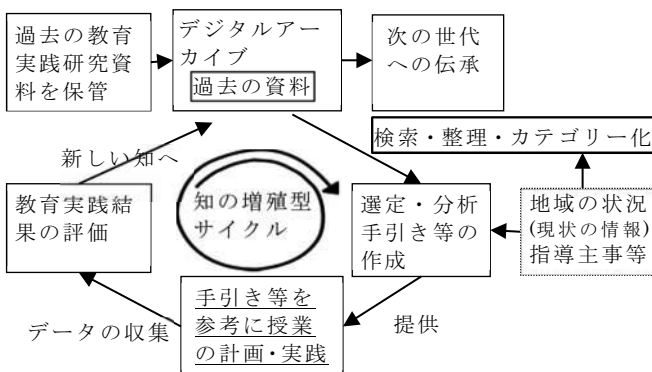 過去の教育
実践研究資
料を保管
デジタルアー
カイブ
過去の資料
次の世代
への伝承
検索・整理・カテゴリー化
新しい知へ
教育実践結
果の評価
知の増殖型
サイクル
選定・分析
手引き等の
作成
地域の状況
(現状の情報)
指導主事等
手引き等を
参考に授業
の計画・実践
データの収集
提供